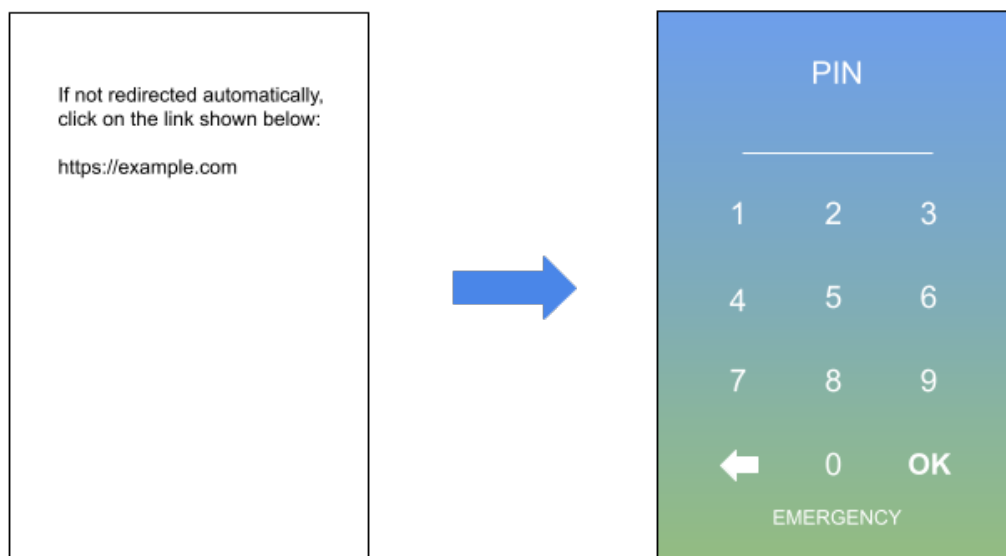 If not redirected automatically,
click on the link shown below:
https://example.com
PIN
1 2 3
4 5 6
7 8 9
0 OK
EMERGENCY